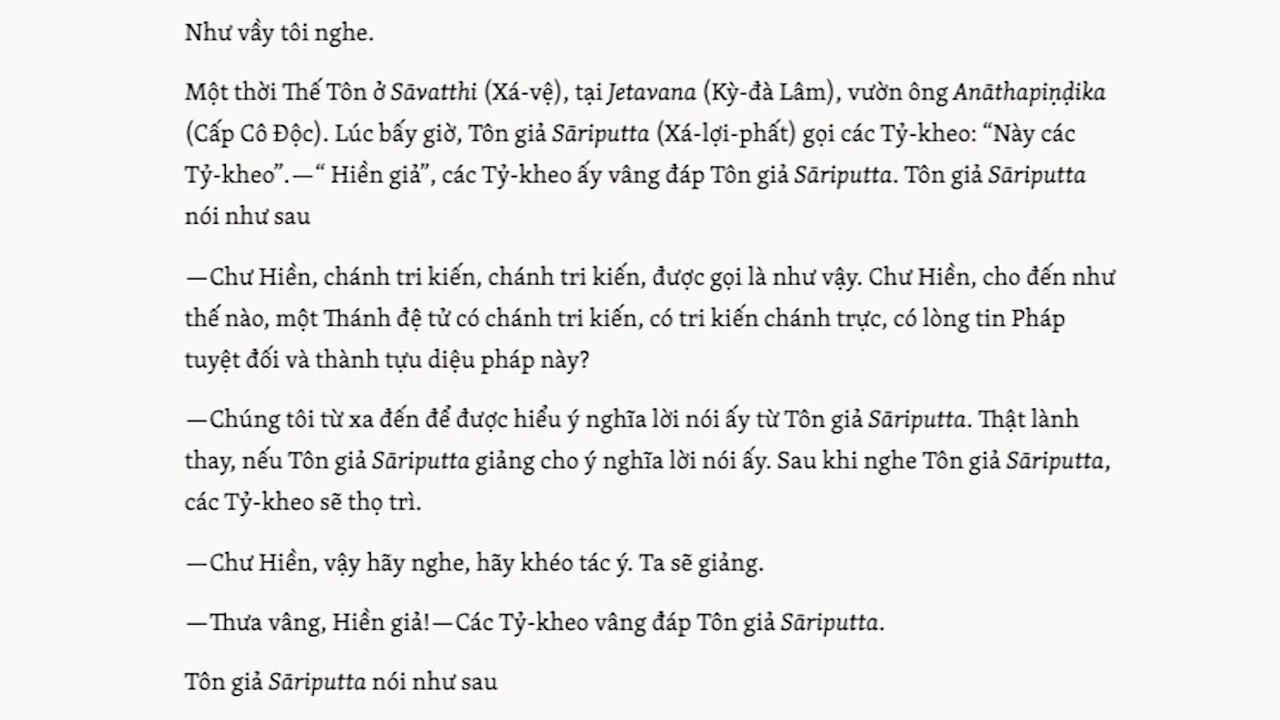 Như vầy tôi nghe.
Một thời Thế Tôn ở Sāvatthi (Xá-vệ), tại Jetavana (Kỳ-đà Lâm), vườn ông Anāthapiṇḍika
(Cấp Cô Độc). Lúc bấy giờ, Tôn giả Sāriputta (Xá-lợi-phất) gọi các Tỷ-kheo: “Này các
Tỷ-kheo”.—“ Hiền giả”, các Tỷ-kheo ấy vâng đáp Tôn giả Sāriputta. Tôn giả Sāriputta
nói như sau
—Chư Hiền, chánh tri kiến, chánh tri kiến, được gọi là như vậy. Chư Hiền, cho đến như
thế nào, một Thánh đệ tử có chánh tri kiến, có tri kiến chánh trực, có lòng tin Pháp
tuyệt đối và thành tựu diệu pháp này?
—Chúng tôi từ xa đến để được hiểu ý nghĩa lời nói ấy từ Tôn giả Sāriputta. Thật lành
thay, nếu Tôn giả Sāriputta giảng cho ý nghĩa lời nói ấy. Sau khi nghe Tôn giả Sāriputta,
các Tỷ-kheo sẽ thọ trì.
—Chư Hiền, vậy hãy nghe, hãy khéo tác ý. Ta sẽ giảng.
—Thưa vâng, Hiền giả!—Các Tỷ-kheo vâng đáp Tôn giả Sāriputta.
Tôn giả Sāriputta nói như sau